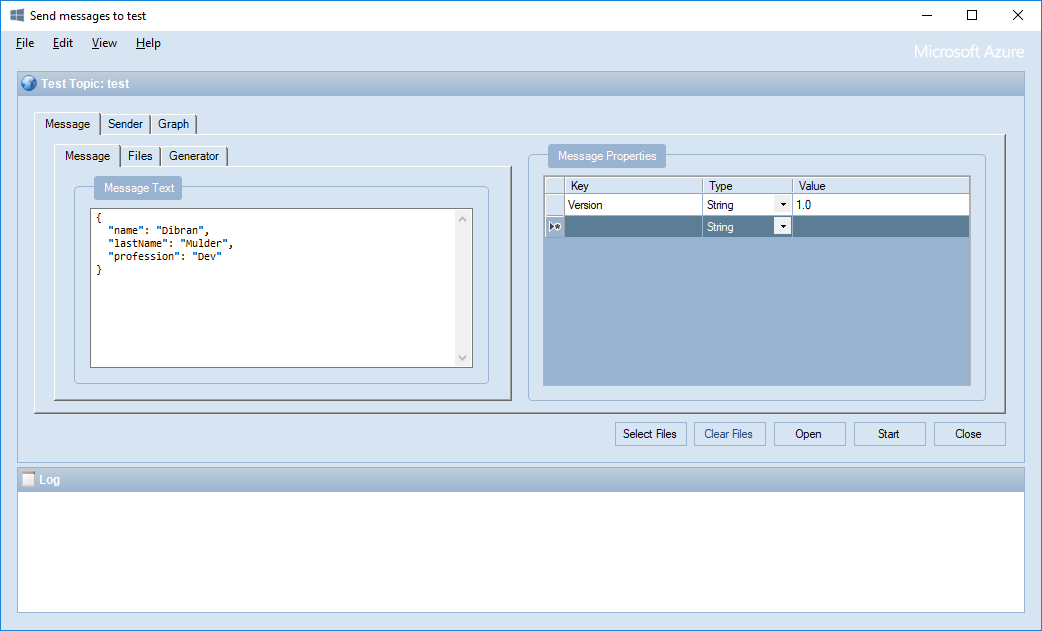 Send messages to test
File Edit View Help
Microsoft Azure
Test Topic: test
Message Sender Graph
Message Files Generator
Message Text
{
"name": "Dibran",
"lastName": "Mulder",
"profession": "Dev"
}
Message Properties
Key Type Value
Version String 1.0
String
Select Files Clear Files Open Start Close
Log